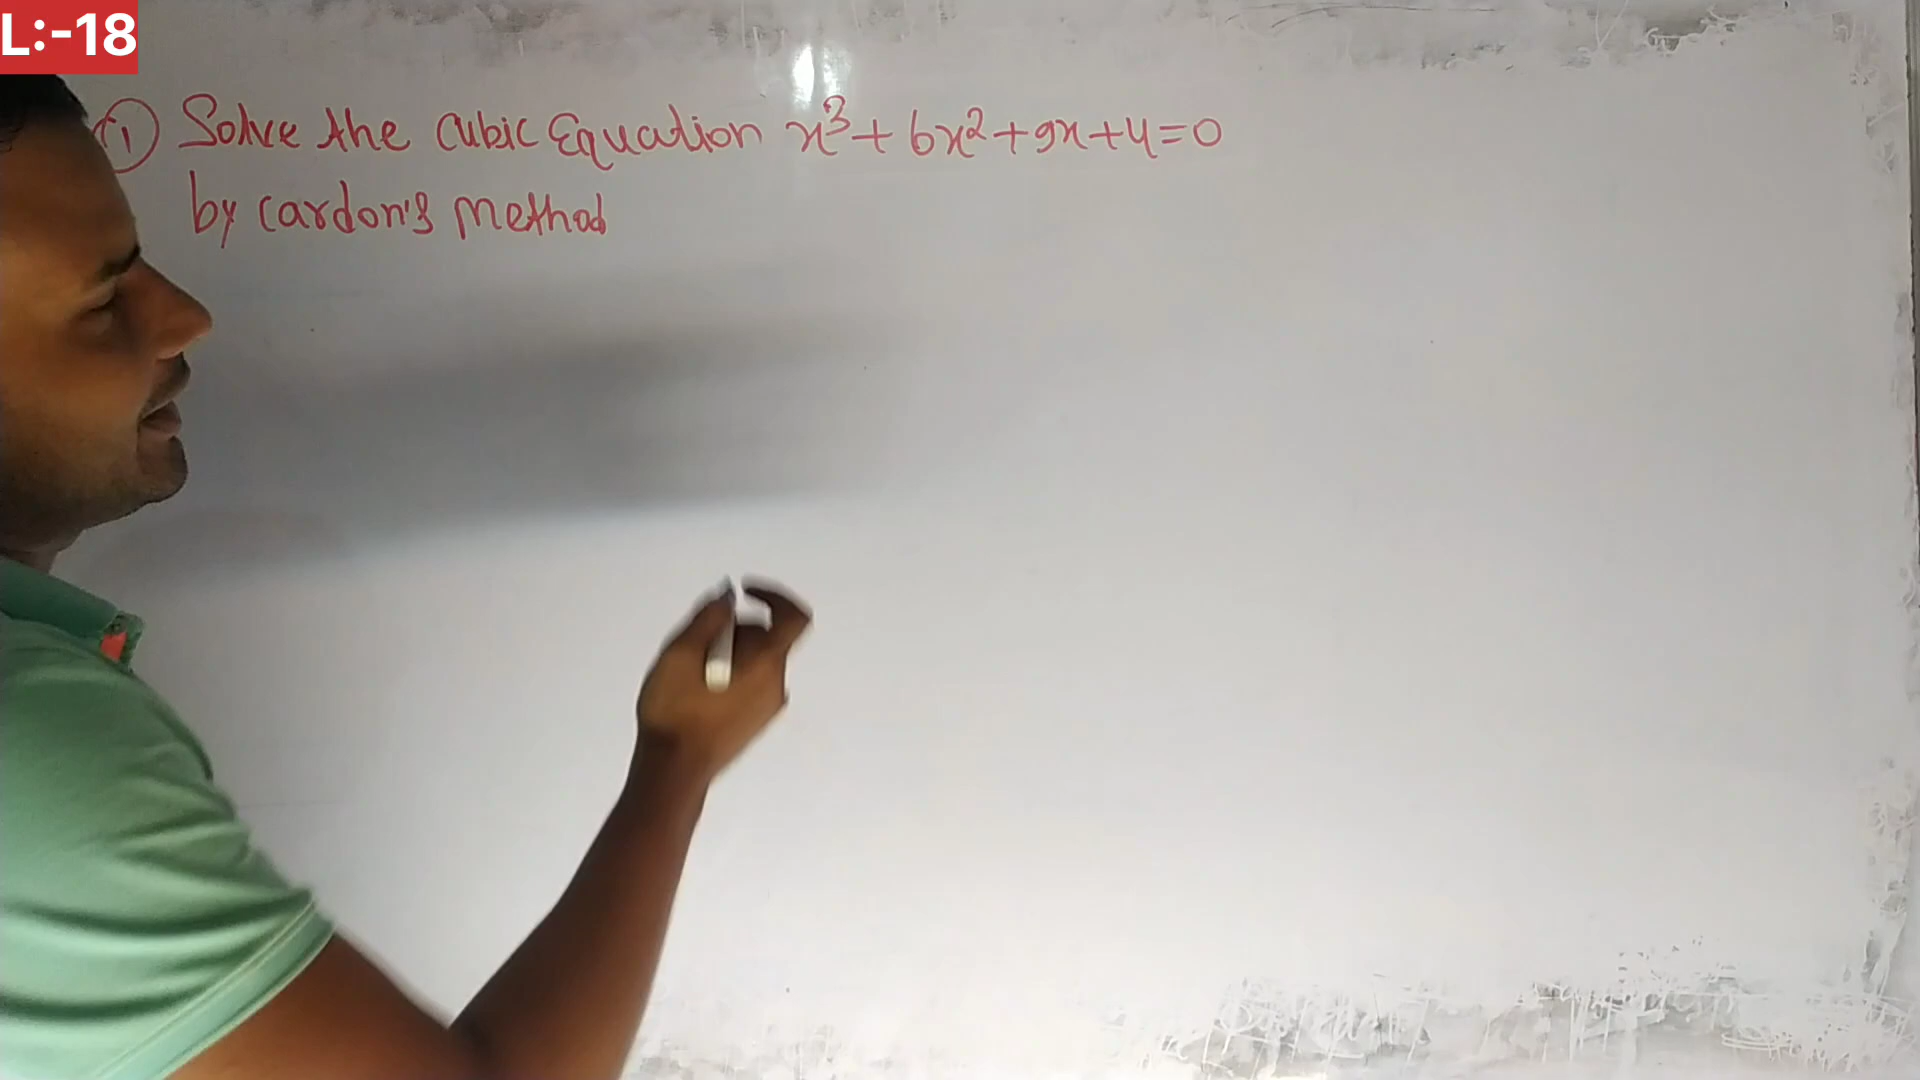 L:-18
① Solve the cubic Equation x³+6x²+9x+4=0
by cardon's Method